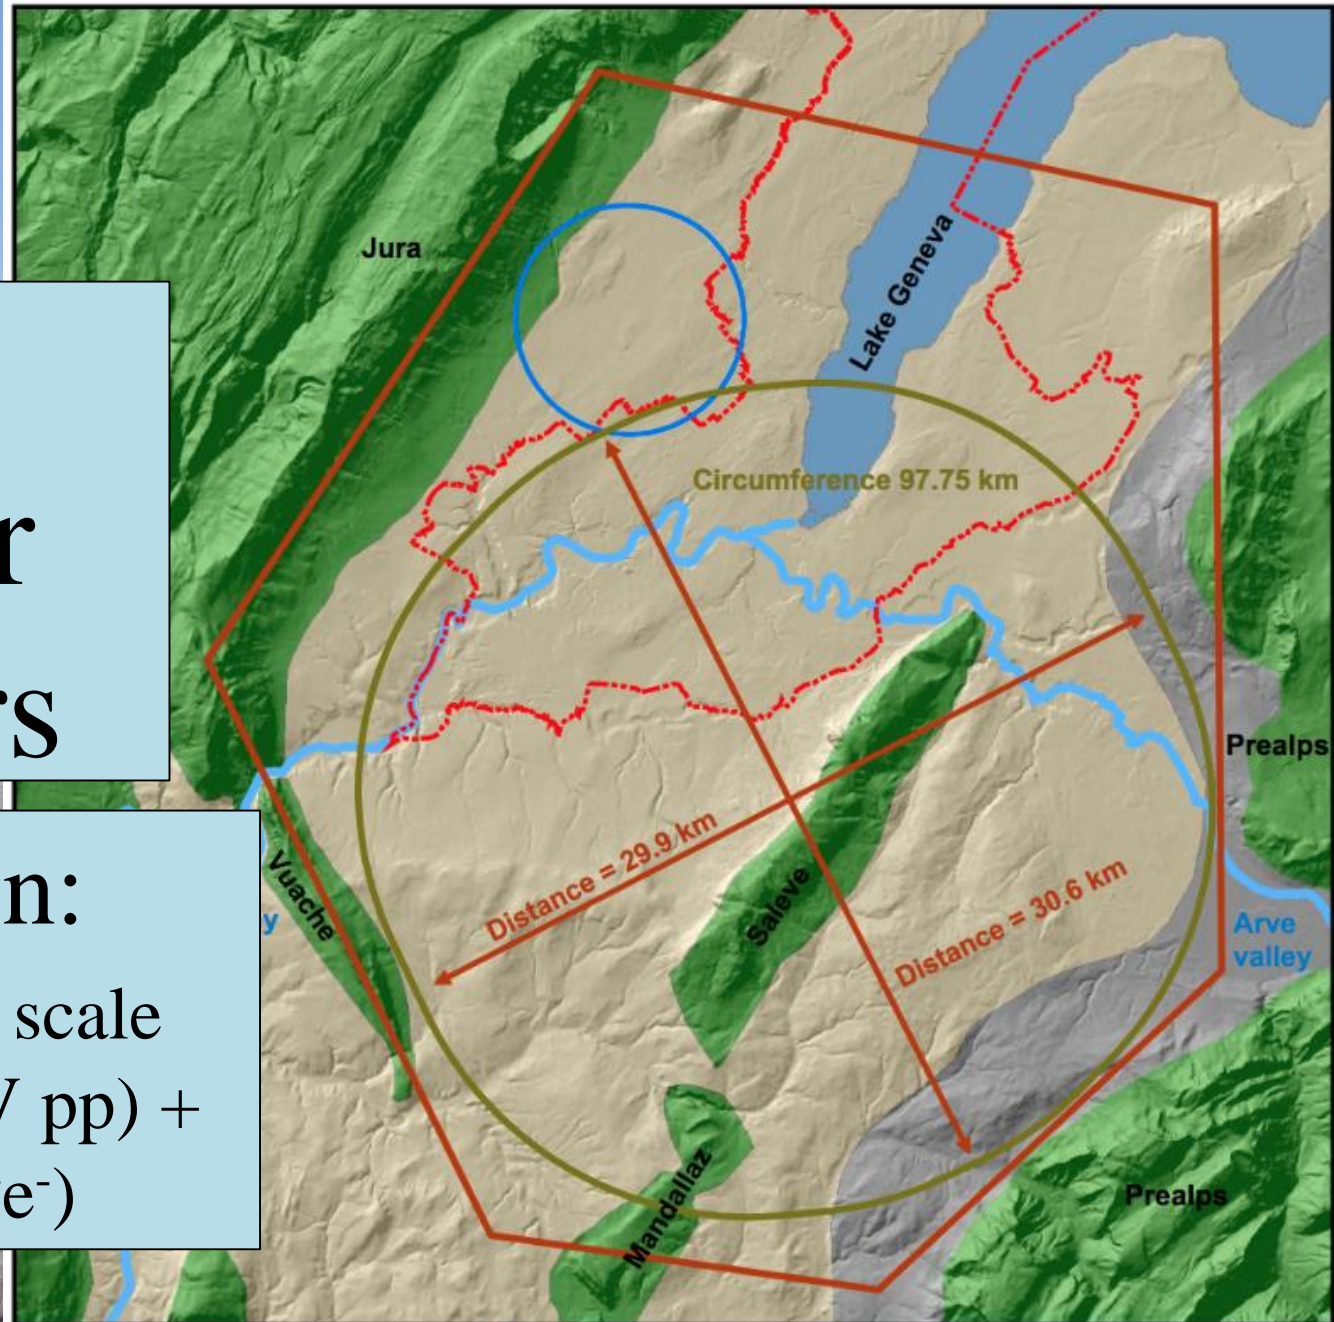 Jura
Lake Geneva
Circumference 97.75 km
r
rs
Prealps
Vuache
n:
y
Distance = 29.9 km
Saleve
Distance = 30.6 km
Arve
valley
scale
V pp) +
e-)
Mandallaz
Prealps